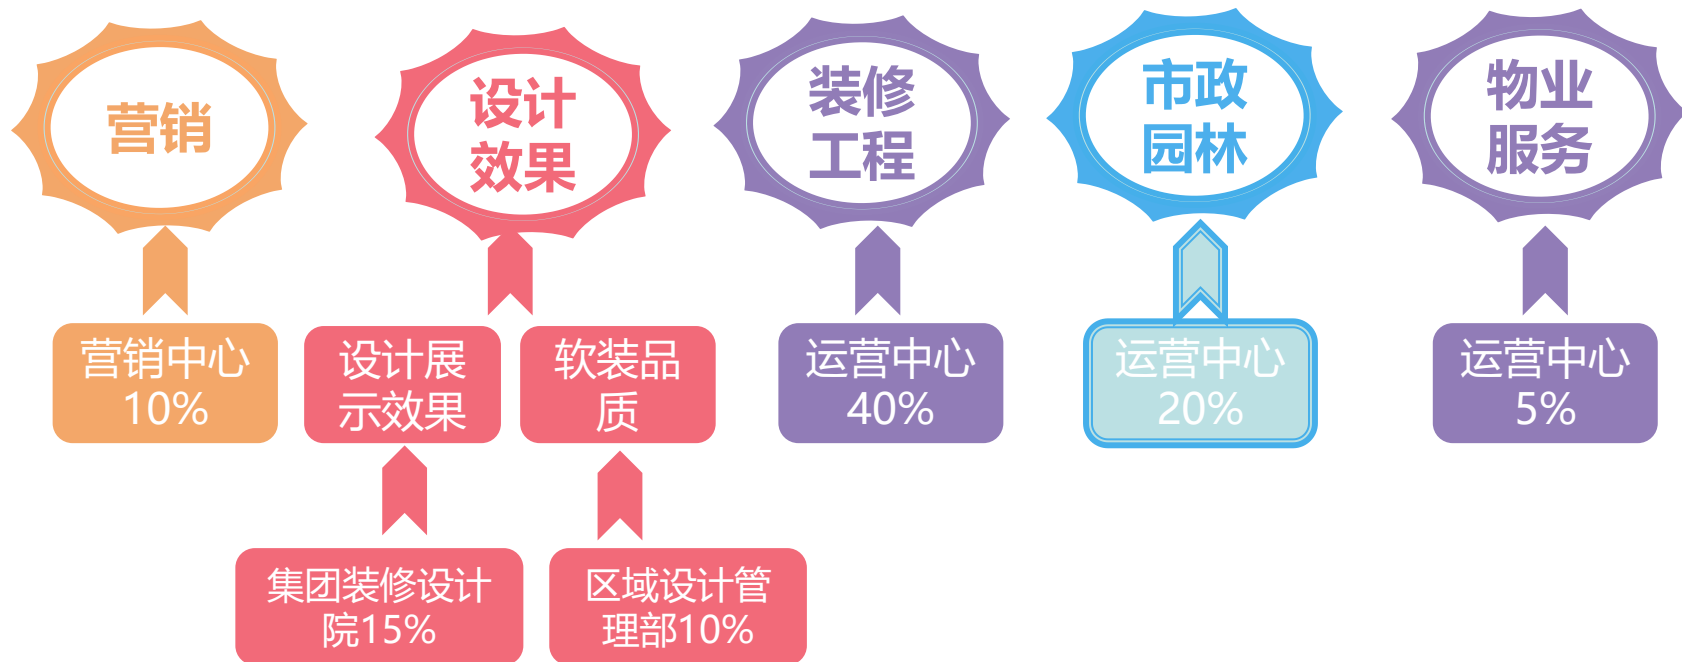 营销
设计
效果
装修
工程
市政
园林
物业
服务
营销中心
10%
设计展
示效果
软装品
质
运营中心
40%
运营中心
20%
运营中心
5%
集团装修设计
院15%
区域设计管
理部10%